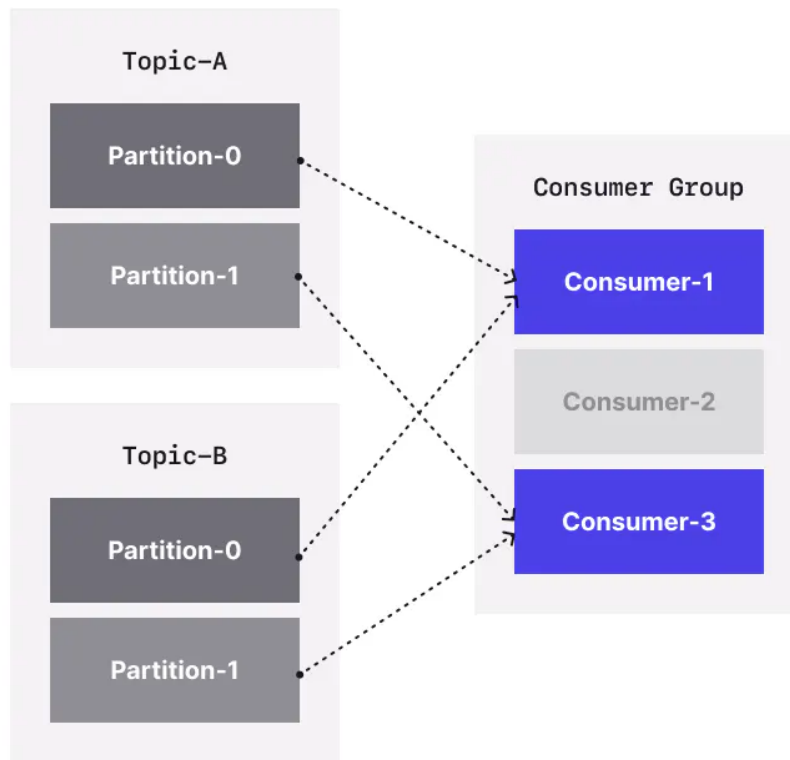 Topic-A
Partition-0
Partition-1
Topic-B
Partition-0
Partition-1
Consumer Group
Consumer-1
Consumer-2
Consumer-3